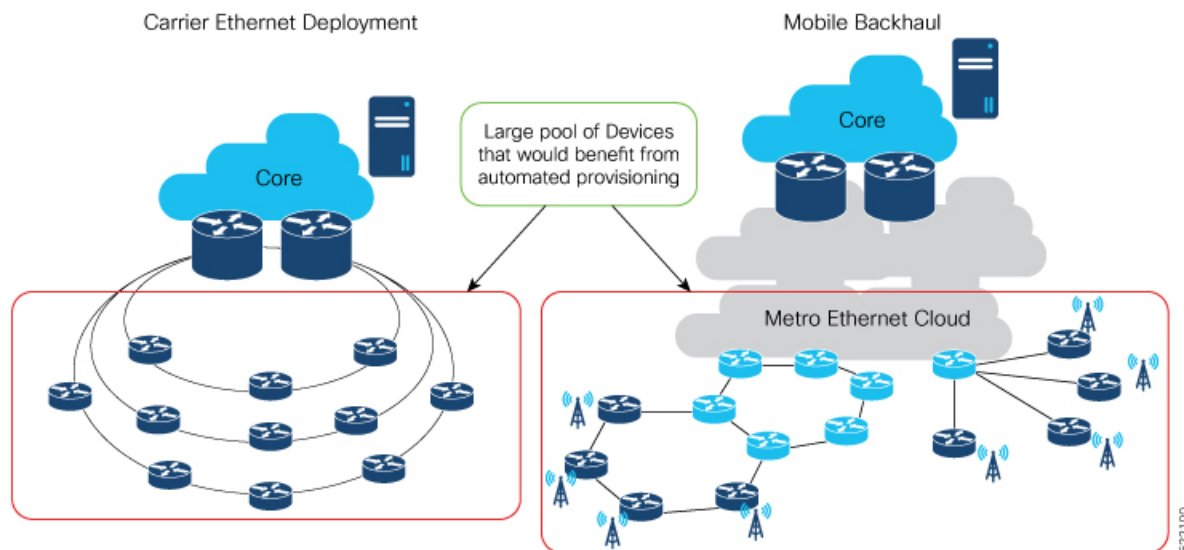 Carrier Ethernet Deployment
Mobile Backhaul
Core
Large pool of Devices
that would benefit from
automated provisioning
Core
Metro Ethernet Cloud